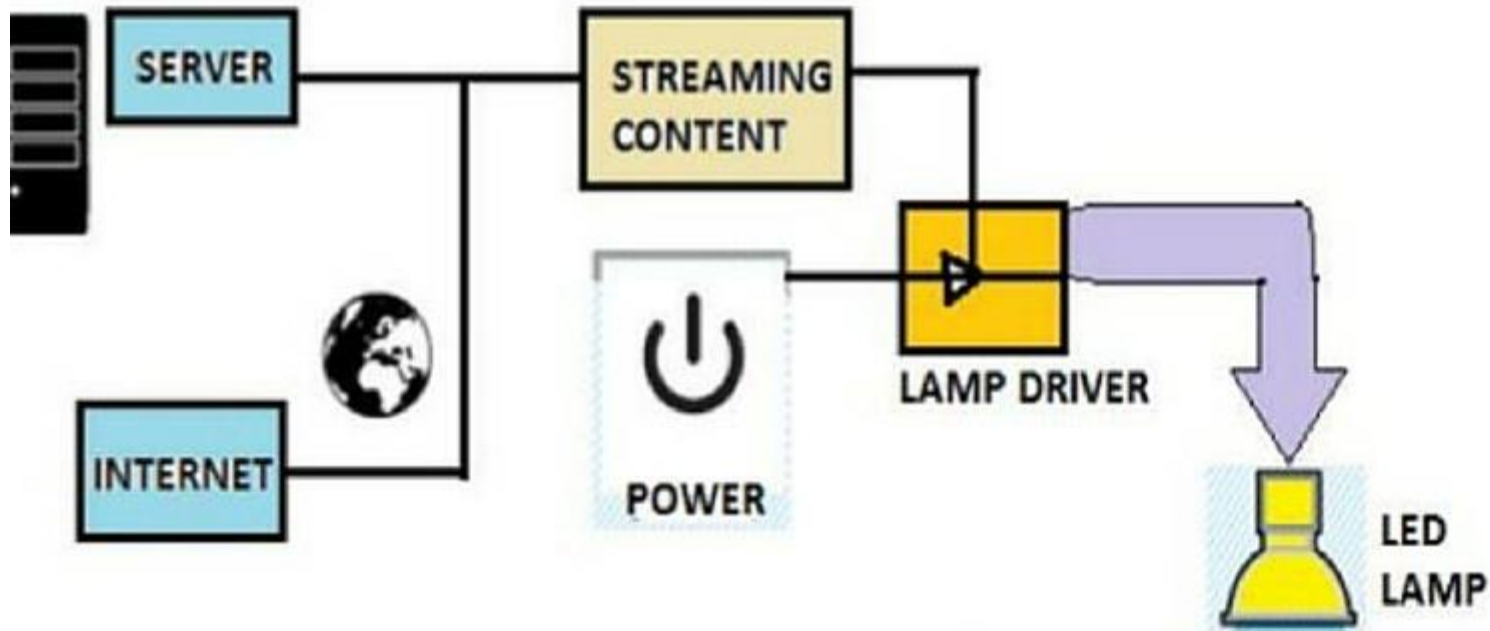 SERVER
STREAMING
CONTENT
LAMP DRIVER
INTERNET
POWER
LED
LAMP